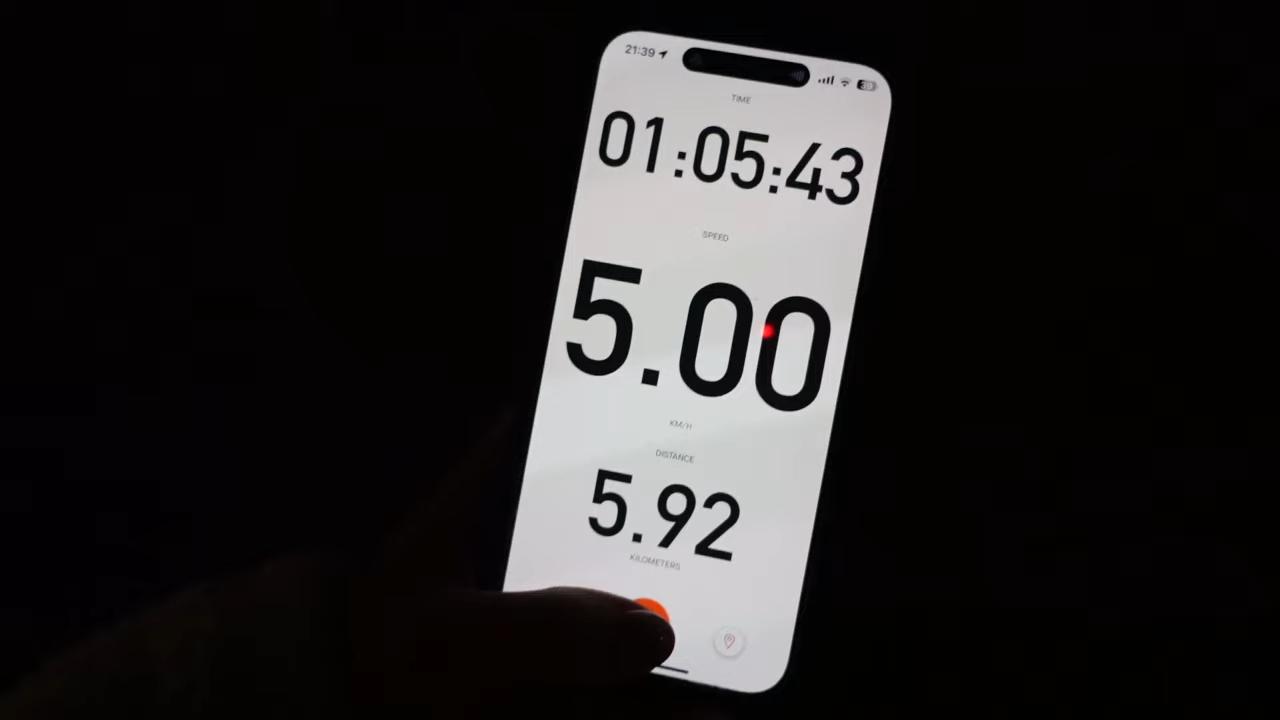 21:39
TIME
01:05:43
SPEED
5.00
KM/H
DISTANCE
5.92
KILOMETERS